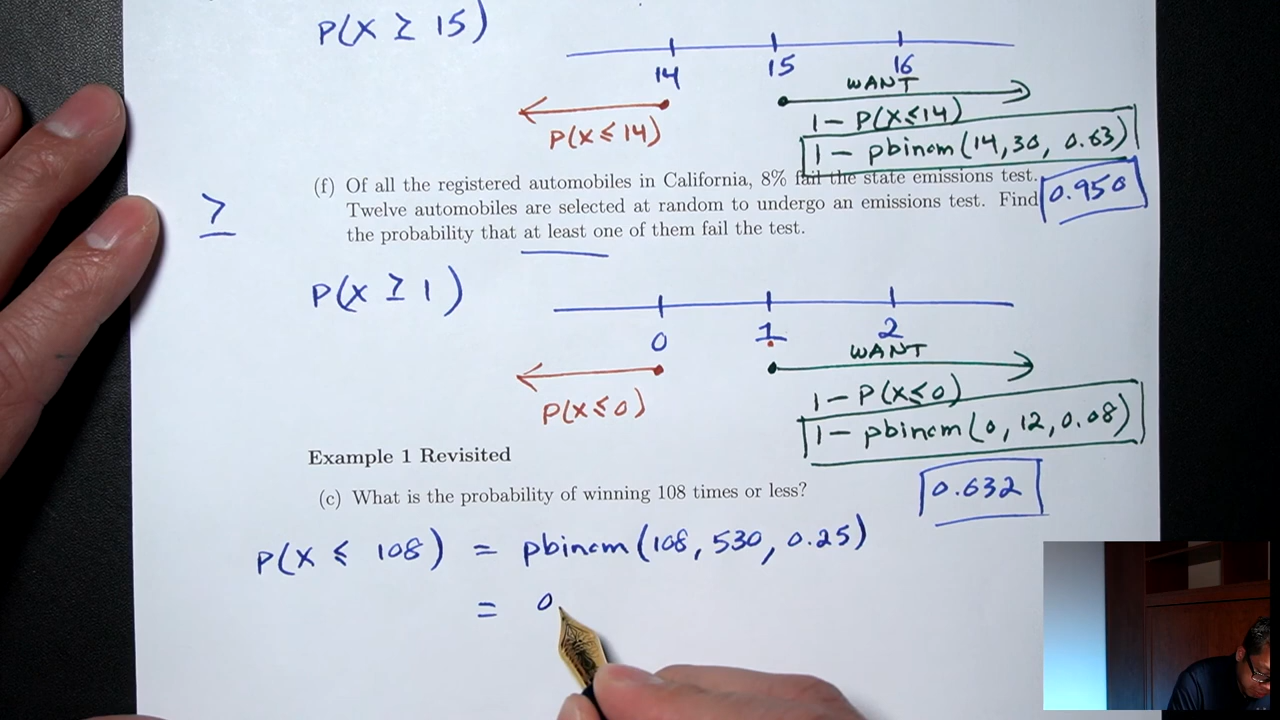 P(X ≥ 15)
14 15 16
WANT
P(X ≤ 14)
1 - P(X ≤ 14)
1 - pbinom(14, 30, 0.63)
0.950
(f) Of all the registered automobiles in California, 8% fail the state emissions test.
≥
Twelve automobiles are selected at random to undergo an emissions test. Find
the probability that at least one of them fail the test.
P(X ≥ 1)
0 1 2
WANT
P(X ≤ 0)
1 - P(X ≤ 0)
1 - pbinom(0, 12, 0.08)
Example 1 Revisited
0.632
(c) What is the probability of winning 108 times or less?
P(X ≤ 108) = pbinom(108, 530, 0.25)
= 0.